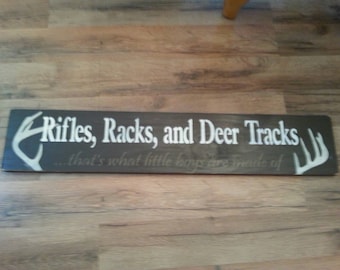 Rifles, Racks, and Deer Tracks
...that's what little boys are made of